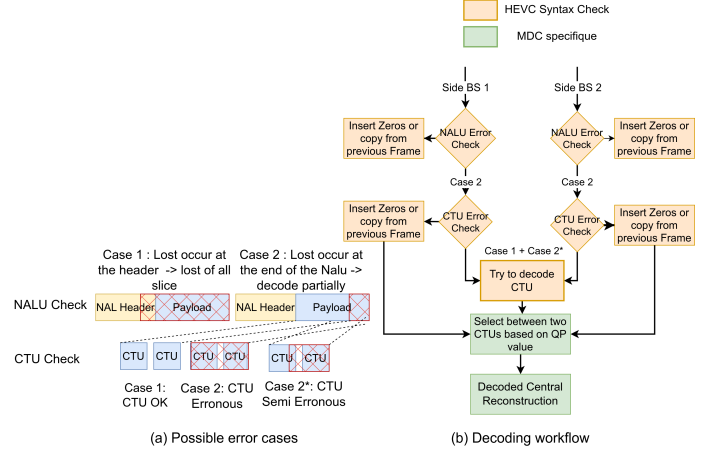 HEVC Syntax Check
MDC specifique
Side BS 1
Side BS 2
Insert Zeros or
copy from
previous Frame
NALU Error
Check
NALU Error
Check
Insert Zeros or
copy from
previous Frame
Case 2
Case 2
Insert Zeros or
copy from
previous Frame
CTU Error
Check
CTU Error
Check
Insert Zeros or
copy from
previous Frame
Case 1 + Case 2*
Try to decode
CTU
Select between two
CTUs based on QP
value
Decoded Central
Reconstruction
Case 1 : Lost occur at
the header -> lost of all
slice
Case 2 : Lost occur at
the end of the Nalu ->
decode partially
NALU Check
NAL Header
Payload
NAL Header
Payload
CTU Check
CTU
CTU
CTU
CTU
CTU
CTU
Case 1:
CTU OK
Case 2: CTU
Erronous
Case 2*: CTU
Semi Erronous
(a) Possible error cases
(b) Decoding workflow